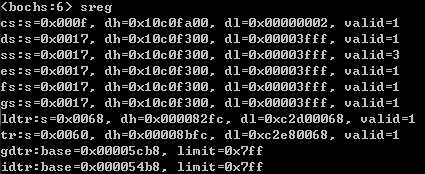 <bochs:6> sreg
cs:s=0x000f, dh=0x10c0fa00, dl=0x00000002, valid=1
ds:s=0x0017, dh=0x10c0f300, dl=0x00003fff, valid=1
ss:s=0x0017, dh=0x10c0f300, dl=0x00003fff, valid=3
es:s=0x0017, dh=0x10c0f300, dl=0x00003fff, valid=1
fs:s=0x0017, dh=0x10c0f300, dl=0x00003fff, valid=1
gs:s=0x0017, dh=0x10c0f300, dl=0x00003fff, valid=1
ldtr:s=0x0068, dh=0x000082fc, dl=0xc2d00068, valid=1
tr:s=0x0060, dh=0x00008bfc, dl=0xc2e80068, valid=1
gdtr:base=0x00005cb8, limit=0x7ff
idtr:base=0x000054b8, limit=0x7ff